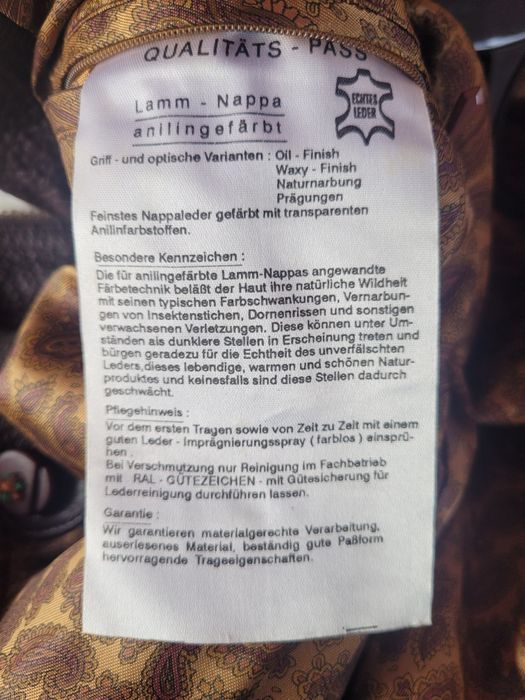 QUALITÄTS - PASS
Lamm - Nappa
anilingefärbt
ECHTES
LEDER
Griff - und optische Varianten : Oil - Finish
Waxy - Finish
Naturnarbung
Prägungen
Feinstes Nappaleder gefärbt mit transparenten
Anilinfarbstoffen.
Besondere Kennzeichen :
Die für anilingefärbte Lamm-Nappas angewandte
Färbetechnik beläßt der Haut ihre natürliche Wildheit
mit seinen typischen Farbschwankungen, Vernarbun-
gen von Insektenstichen, Dornenrissen und sonstigen
verwachsenen Verletzungen. Diese können unter Um-
ständen als dunklere Stellen in Erscheinung treten und
bürgen geradezu für die Echtheit des unverfälschten
Leders,dieses lebendige, warmen und schönen Natur-
produktes und keinesfalls sind diese Stellen dadurch
geschwächt.
Pflegehinweis :
Vor dem ersten Tragen sowie von Zeit zu Zeit mit einem
guten Leder - Imprägnierungsspray ( farblos ) einsprü-
hen .
Bei Verschmutzung nur Reinigung im Fachbetrieb
mit RAL - GÜTEZEICHEN - mit Gütesicherung für
Lederreinigung durchführen lassen.
Garantie :
Wir garantieren materialgerechte Verarbeitung,
auserlesenes Material, beständig gute Paßform
hervorragende Trageeigenschaften.